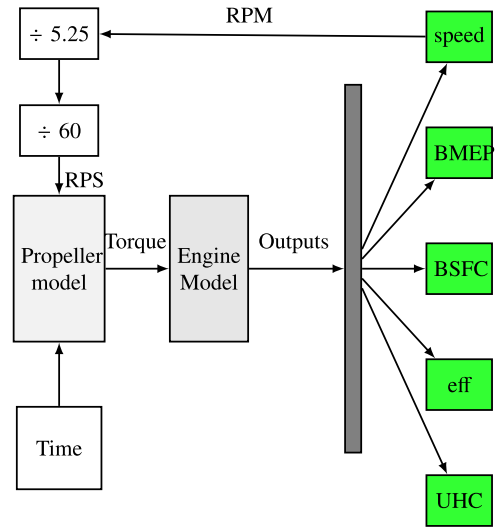 RPM
÷ 5.25
speed
÷ 60
BMEP
RPS
Propeller
model
Torque
Engine
Model
Outputs
BSFC
eff
Time
UHC